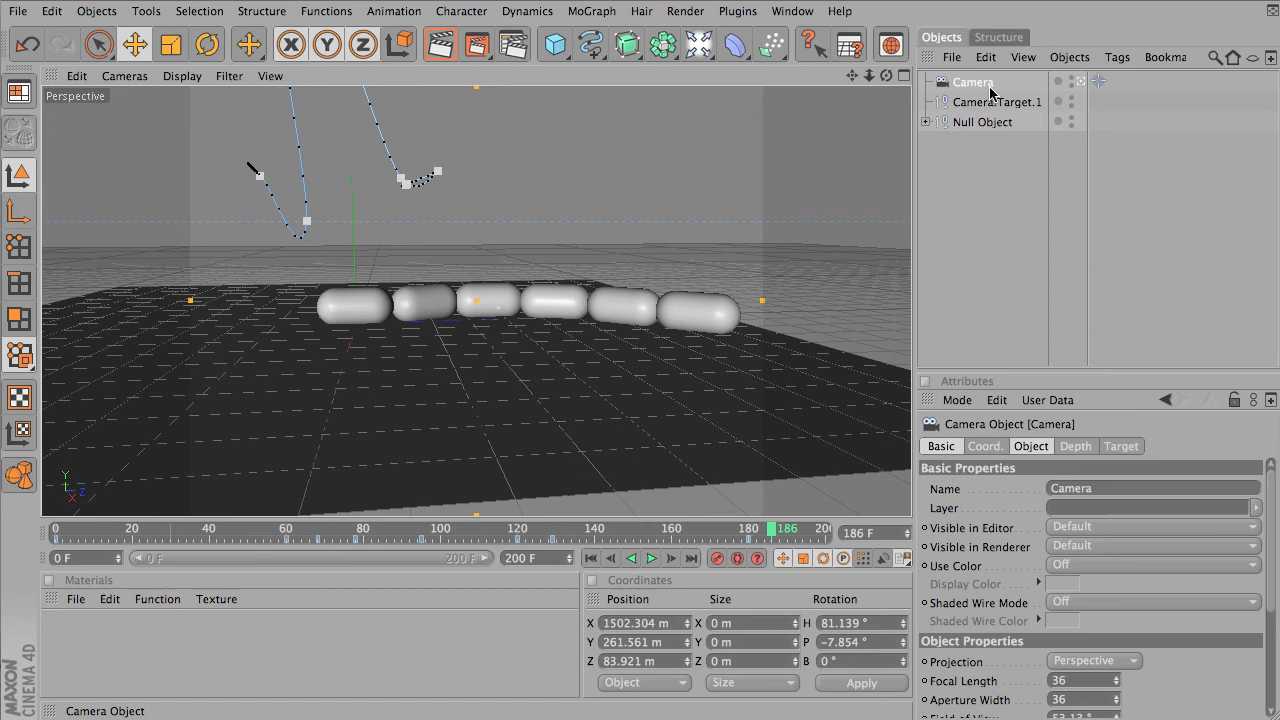 File Edit Objects Tools Selection Structure Functions Animation Character Dynamics MoGraph Hair Render Plugins Window Help
X Y Z
Objects Structure
File Edit View Objects Tags Bookma
Edit Cameras Display Filter View
Perspective
Camera
Camera.Target.1
Null Object
Y
Z
X
Attributes
Mode Edit User Data
Camera Object [Camera]
Basic Coord. Object Depth Target
Basic Properties
Name Camera
Layer
Visible in Editor Default
Visible in Renderer Default
Use Color Off
Display Color
Shaded Wire Mode Off
Shaded Wire Color
Object Properties
Projection Perspective
Focal Length 36
Aperture Width 36
Field of View 53.13 °
0 20 40 60 80 100 120 140 160 180 186 20 186 F
0 F 0 F 200 F 200 F
Materials
File Edit Function Texture
Coordinates
Position Size Rotation
X 1502.304 m X 0 m H 81.139 °
Y 261.561 m Y 0 m P -7.854 °
Z 83.921 m Z 0 m B 0 °
Object Size Apply
MAXON
CINEMA 4D
Camera Object